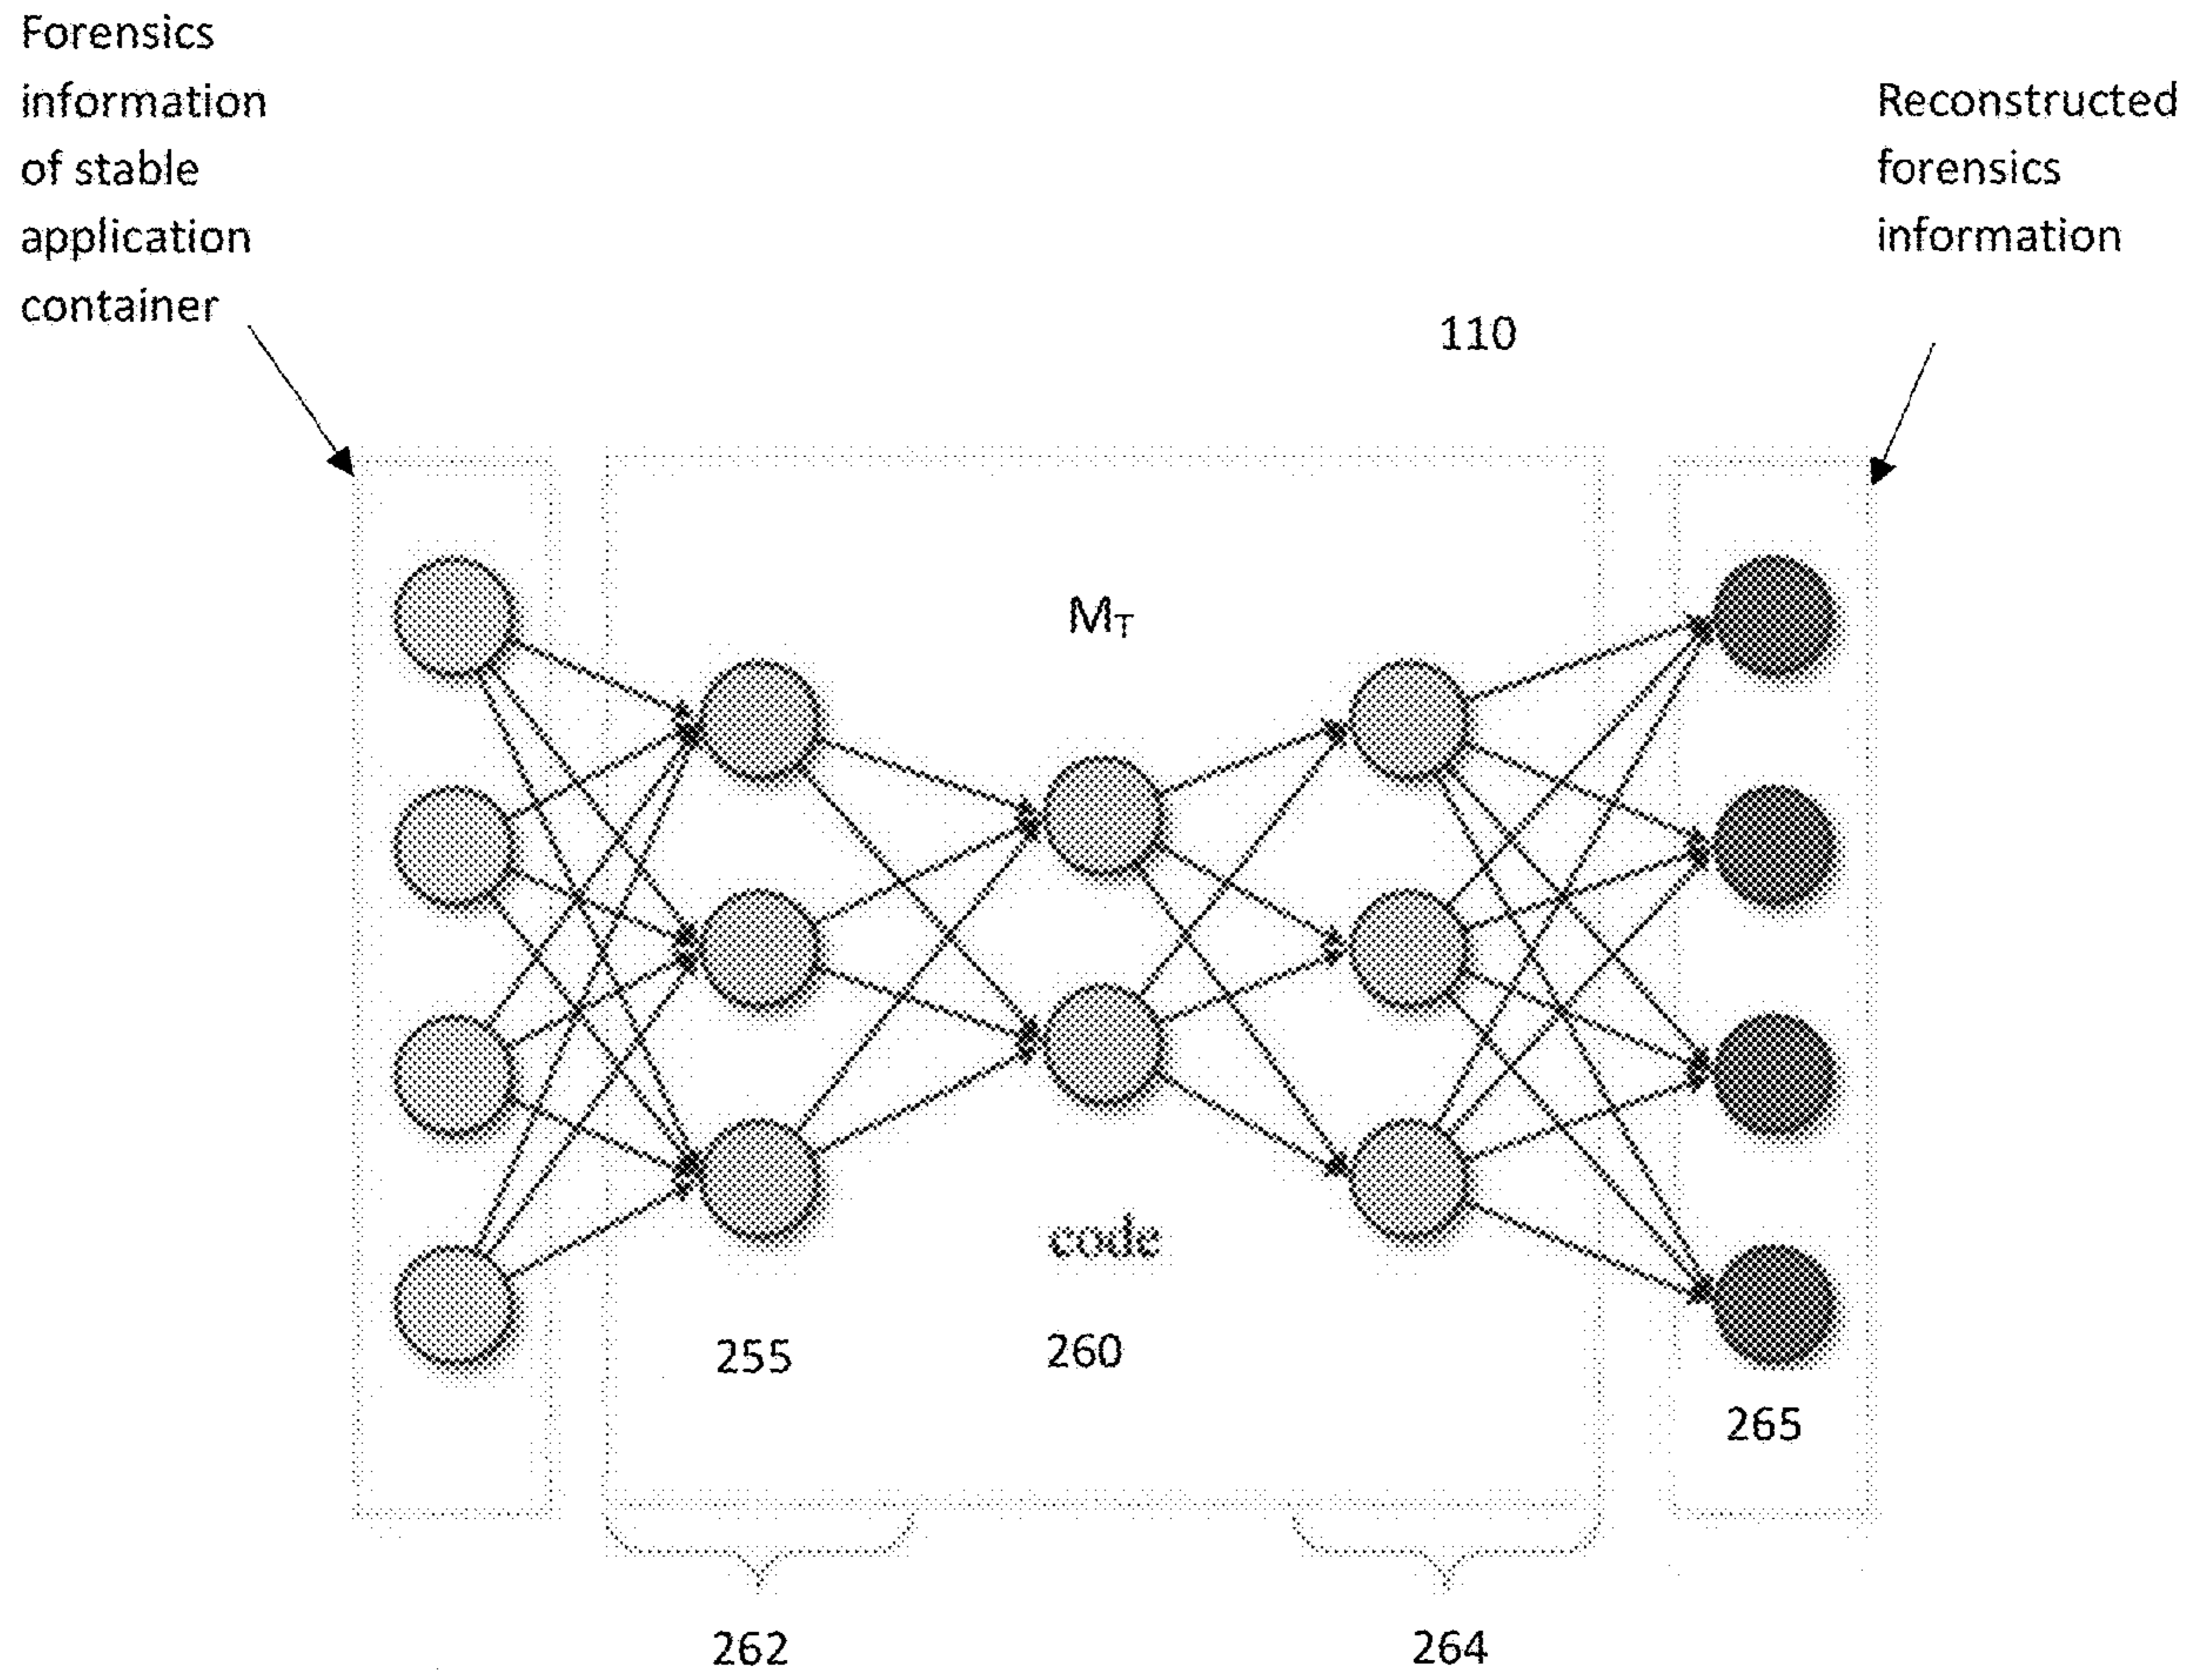 Forensics
information
of stable
application
container
Reconstructed
forensics
information
110
MT
code
255
260
265
262
264